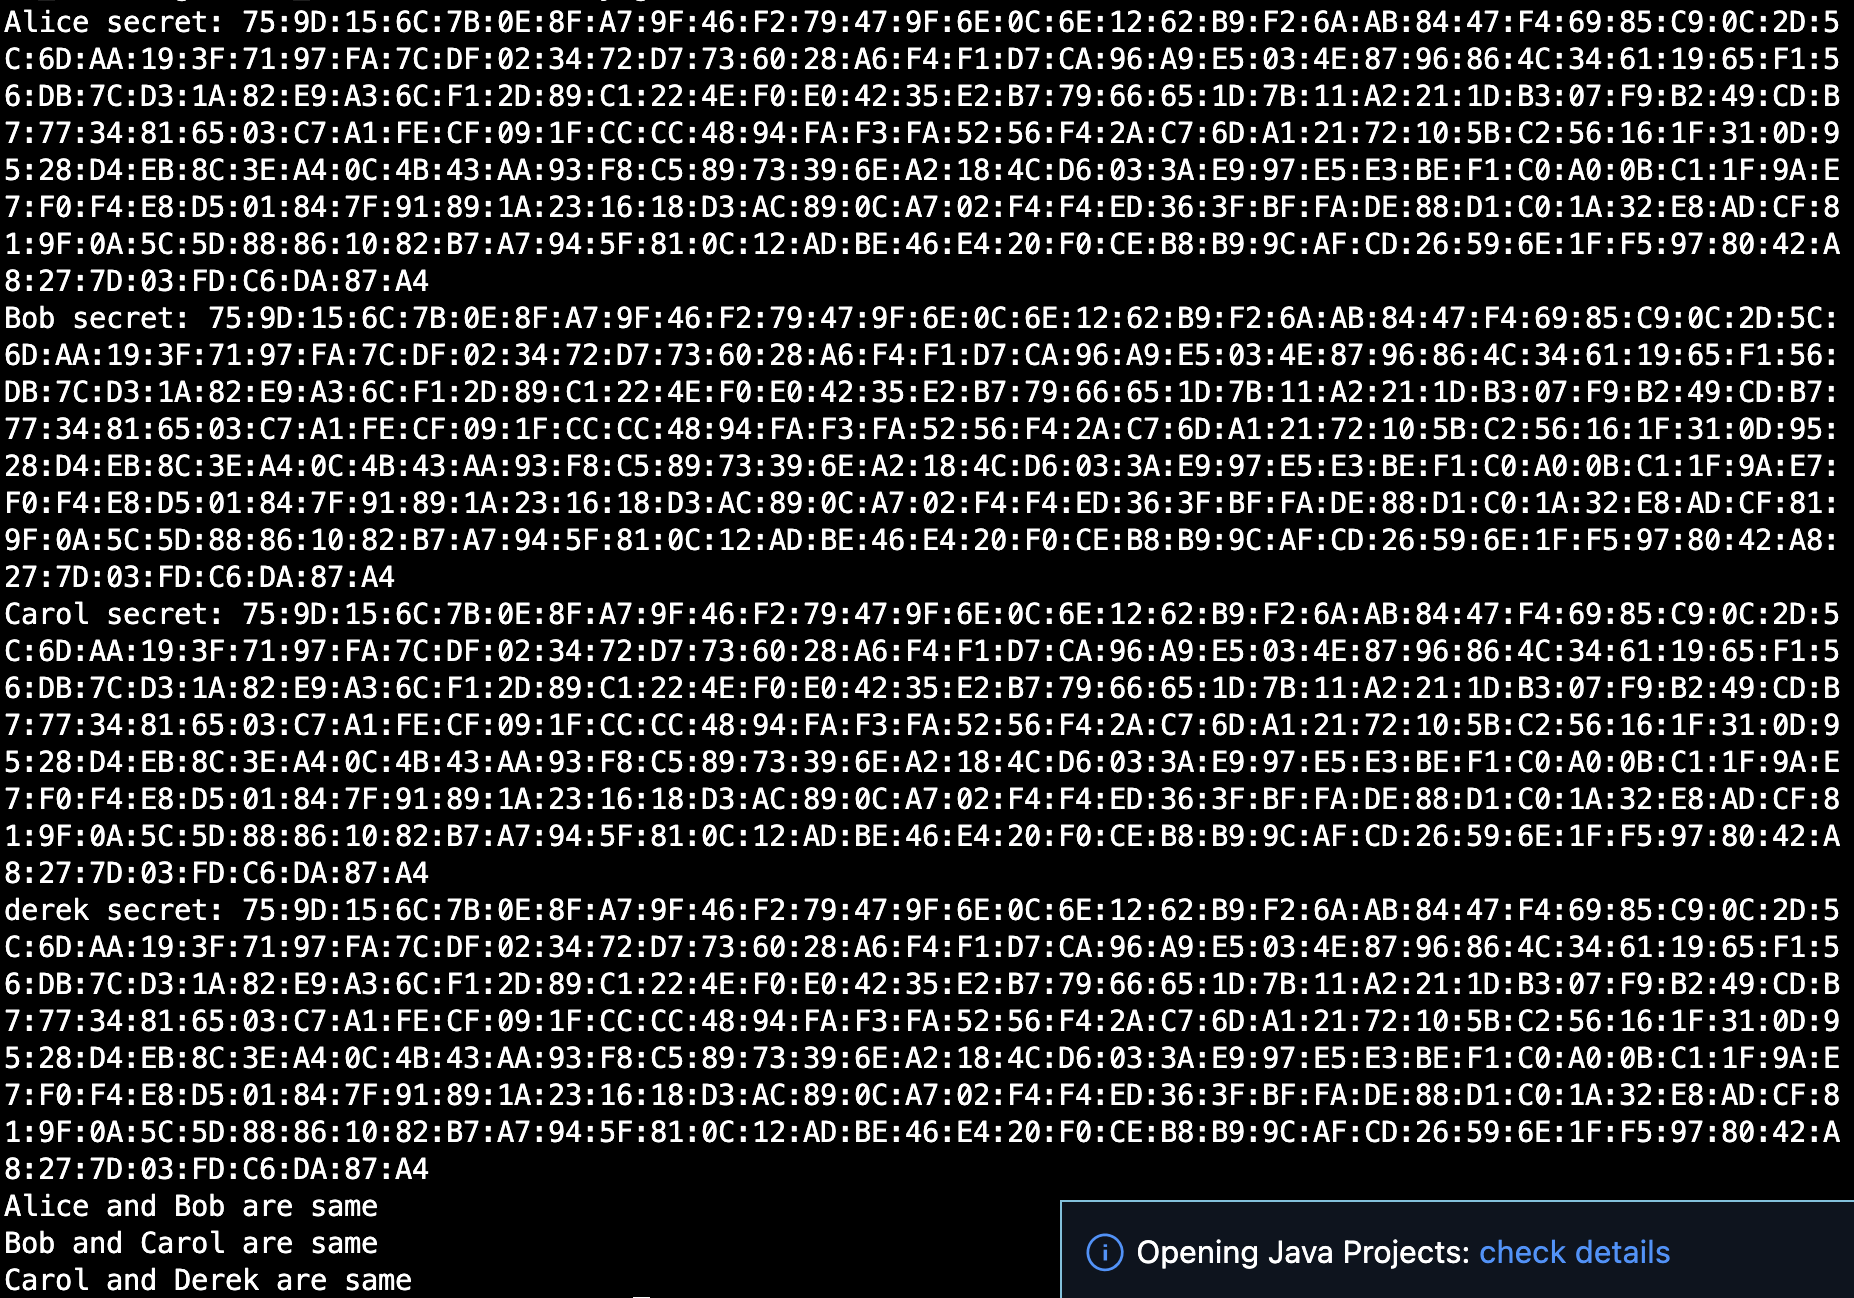 Alice secret: 75:9D:15:6C:7B:0E:8F:A7:9F:46:F2:79:47:9F:6E:0C:6E:12:62:B9:F2:6A:AB:84:47:F4:69:85:C9:0C:2D:5
C:6D:AA:19:3F:71:97:FA:7C:DF:02:34:72:D7:73:60:28:A6:F4:F1:D7:CA:96:A9:E5:03:4E:87:96:86:4C:34:61:19:65:F1:5
6:DB:7C:D3:1A:82:E9:A3:6C:F1:2D:89:C1:22:4E:F0:E0:42:35:E2:B7:79:66:65:1D:7B:11:A2:21:1D:B3:07:F9:B2:49:CD:B
7:77:34:81:65:03:C7:A1:FE:CF:09:1F:CC:CC:48:94:FA:F3:FA:52:56:F4:2A:C7:6D:A1:21:72:10:5B:C2:56:16:1F:31:0D:9
5:28:D4:EB:8C:3E:A4:0C:4B:43:AA:93:F8:C5:89:73:39:6E:A2:18:4C:D6:03:3A:E9:97:E5:E3:BE:F1:C0:A0:0B:C1:1F:9A:E
7:F0:F4:E8:D5:01:84:7F:91:89:1A:23:16:18:D3:AC:89:0C:A7:02:F4:F4:ED:36:3F:BF:FA:DE:88:D1:C0:1A:32:E8:AD:CF:8
1:9F:0A:5C:5D:88:86:10:82:B7:A7:94:5F:81:0C:12:AD:BE:46:E4:20:F0:CE:B8:B9:9C:AF:CD:26:59:6E:1F:F5:97:80:42:A
8:27:7D:03:FD:C6:DA:87:A4
Bob secret: 75:9D:15:6C:7B:0E:8F:A7:9F:46:F2:79:47:9F:6E:0C:6E:12:62:B9:F2:6A:AB:84:47:F4:69:85:C9:0C:2D:5C:
6D:AA:19:3F:71:97:FA:7C:DF:02:34:72:D7:73:60:28:A6:F4:F1:D7:CA:96:A9:E5:03:4E:87:96:86:4C:34:61:19:65:F1:56:
DB:7C:D3:1A:82:E9:A3:6C:F1:2D:89:C1:22:4E:F0:E0:42:35:E2:B7:79:66:65:1D:7B:11:A2:21:1D:B3:07:F9:B2:49:CD:B7:
77:34:81:65:03:C7:A1:FE:CF:09:1F:CC:CC:48:94:FA:F3:FA:52:56:F4:2A:C7:6D:A1:21:72:10:5B:C2:56:16:1F:31:0D:95:
28:D4:EB:8C:3E:A4:0C:4B:43:AA:93:F8:C5:89:73:39:6E:A2:18:4C:D6:03:3A:E9:97:E5:E3:BE:F1:C0:A0:0B:C1:1F:9A:E7:
F0:F4:E8:D5:01:84:7F:91:89:1A:23:16:18:D3:AC:89:0C:A7:02:F4:F4:ED:36:3F:BF:FA:DE:88:D1:C0:1A:32:E8:AD:CF:81:
9F:0A:5C:5D:88:86:10:82:B7:A7:94:5F:81:0C:12:AD:BE:46:E4:20:F0:CE:B8:B9:9C:AF:CD:26:59:6E:1F:F5:97:80:42:A8:
27:7D:03:FD:C6:DA:87:A4
Carol secret: 75:9D:15:6C:7B:0E:8F:A7:9F:46:F2:79:47:9F:6E:0C:6E:12:62:B9:F2:6A:AB:84:47:F4:69:85:C9:0C:2D:5
C:6D:AA:19:3F:71:97:FA:7C:DF:02:34:72:D7:73:60:28:A6:F4:F1:D7:CA:96:A9:E5:03:4E:87:96:86:4C:34:61:19:65:F1:5
6:DB:7C:D3:1A:82:E9:A3:6C:F1:2D:89:C1:22:4E:F0:E0:42:35:E2:B7:79:66:65:1D:7B:11:A2:21:1D:B3:07:F9:B2:49:CD:B
7:77:34:81:65:03:C7:A1:FE:CF:09:1F:CC:CC:48:94:FA:F3:FA:52:56:F4:2A:C7:6D:A1:21:72:10:5B:C2:56:16:1F:31:0D:9
5:28:D4:EB:8C:3E:A4:0C:4B:43:AA:93:F8:C5:89:73:39:6E:A2:18:4C:D6:03:3A:E9:97:E5:E3:BE:F1:C0:A0:0B:C1:1F:9A:E
7:F0:F4:E8:D5:01:84:7F:91:89:1A:23:16:18:D3:AC:89:0C:A7:02:F4:F4:ED:36:3F:BF:FA:DE:88:D1:C0:1A:32:E8:AD:CF:8
1:9F:0A:5C:5D:88:86:10:82:B7:A7:94:5F:81:0C:12:AD:BE:46:E4:20:F0:CE:B8:B9:9C:AF:CD:26:59:6E:1F:F5:97:80:42:A
8:27:7D:03:FD:C6:DA:87:A4
derek secret: 75:9D:15:6C:7B:0E:8F:A7:9F:46:F2:79:47:9F:6E:0C:6E:12:62:B9:F2:6A:AB:84:47:F4:69:85:C9:0C:2D:5
C:6D:AA:19:3F:71:97:FA:7C:DF:02:34:72:D7:73:60:28:A6:F4:F1:D7:CA:96:A9:E5:03:4E:87:96:86:4C:34:61:19:65:F1:5
6:DB:7C:D3:1A:82:E9:A3:6C:F1:2D:89:C1:22:4E:F0:E0:42:35:E2:B7:79:66:65:1D:7B:11:A2:21:1D:B3:07:F9:B2:49:CD:B
7:77:34:81:65:03:C7:A1:FE:CF:09:1F:CC:CC:48:94:FA:F3:FA:52:56:F4:2A:C7:6D:A1:21:72:10:5B:C2:56:16:1F:31:0D:9
5:28:D4:EB:8C:3E:A4:0C:4B:43:AA:93:F8:C5:89:73:39:6E:A2:18:4C:D6:03:3A:E9:97:E5:E3:BE:F1:C0:A0:0B:C1:1F:9A:E
7:F0:F4:E8:D5:01:84:7F:91:89:1A:23:16:18:D3:AC:89:0C:A7:02:F4:F4:ED:36:3F:BF:FA:DE:88:D1:C0:1A:32:E8:AD:CF:8
1:9F:0A:5C:5D:88:86:10:82:B7:A7:94:5F:81:0C:12:AD:BE:46:E4:20:F0:CE:B8:B9:9C:AF:CD:26:59:6E:1F:F5:97:80:42:A
8:27:7D:03:FD:C6:DA:87:A4
Alice and Bob are same
Bob and Carol are same
Carol and Derek are same
Opening Java Projects: check details